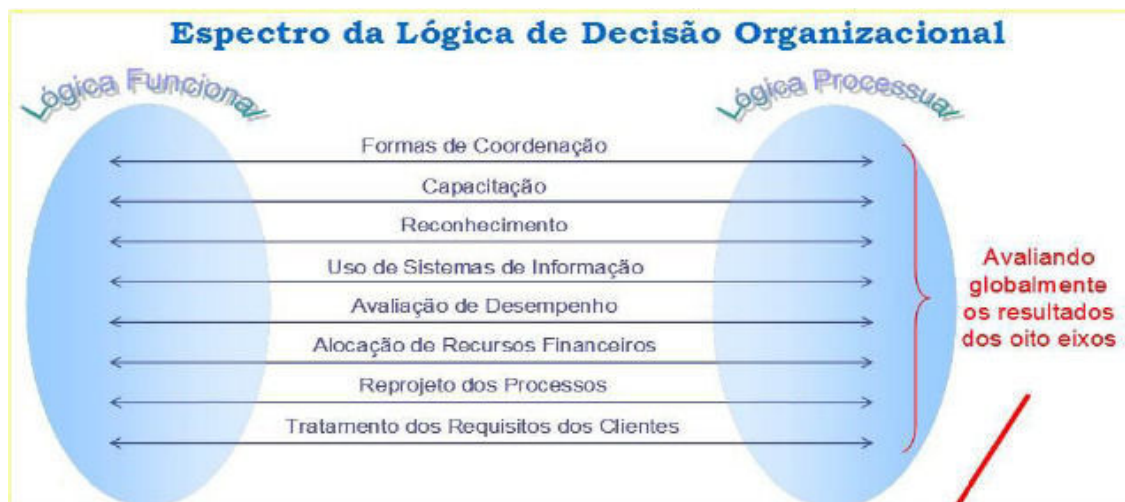 Espectro da Lógica de Decisão Organizacional
Lógica Funcional
Lógica Processual
Formas de Coordenação
Capacitação
Reconhecimento
Uso de Sistemas de Informação
Avaliação de Desempenho
Alocação de Recursos Financeiros
Reprojeto dos Processos
Tratamento dos Requisitos dos Clientes
Avaliando
globalmente
os resultados
dos oito eixos